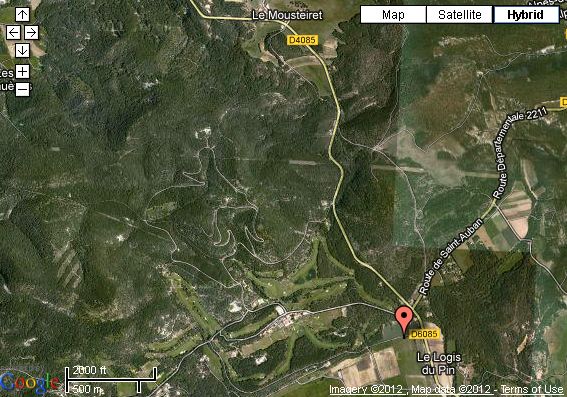 Le Mousteiret
Map
Satellite
Hybrid
D4085
Les
Route Départementale 2211
D
Route de Saint-Auban
D6085
Le Logis
du Pin
2000 ft
500 m
Google
Imagery ©2012 , Map data ©2012 - Terms of Use